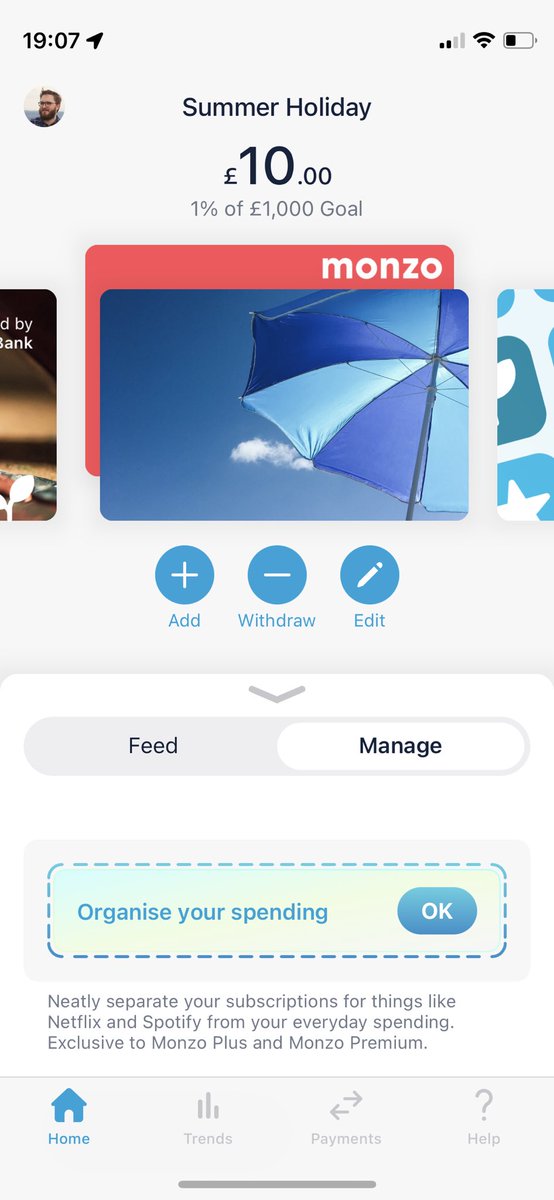 19:07
Summer Holiday
£10.00
1% of £1,000 Goal
monzo
d by
Bank
Add
Withdraw
Edit
Feed
Manage
Organise your spending
OK
Neatly separate your subscriptions for things like
Netflix and Spotify from your everyday spending.
Exclusive to Monzo Plus and Monzo Premium.
Home
Trends
Payments
Help